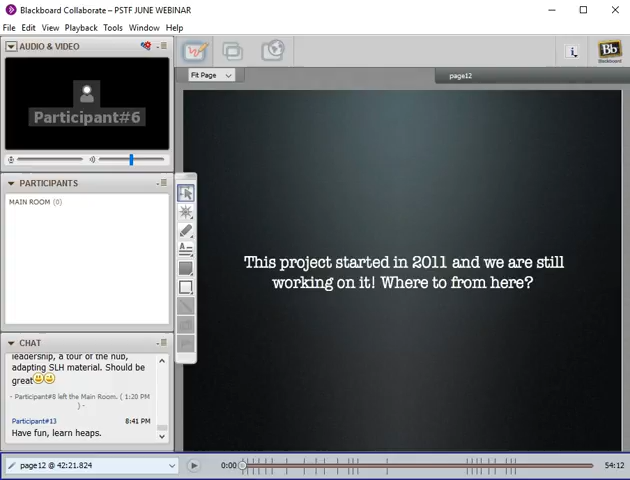 Blackboard Collaborate – PSTF JUNE WEBINAR
File Edit View Playback Tools Window Help
AUDIO & VIDEO
Participant#6
PARTICIPANTS
MAIN ROOM (0)
CHAT
leadership, a tour of the hub,
adapting SLH material. Should be
great
- Participant#8 left the Main Room. ( 1:20 PM
) -
Participant#13 8:41 PM
Have fun, learn heaps.
Fit Page
page12
i
Bb
Blackboard
This project started in 2011 and we are still
working on it! Where to from here?
page12 @ 42:21.824
0:00
54:12